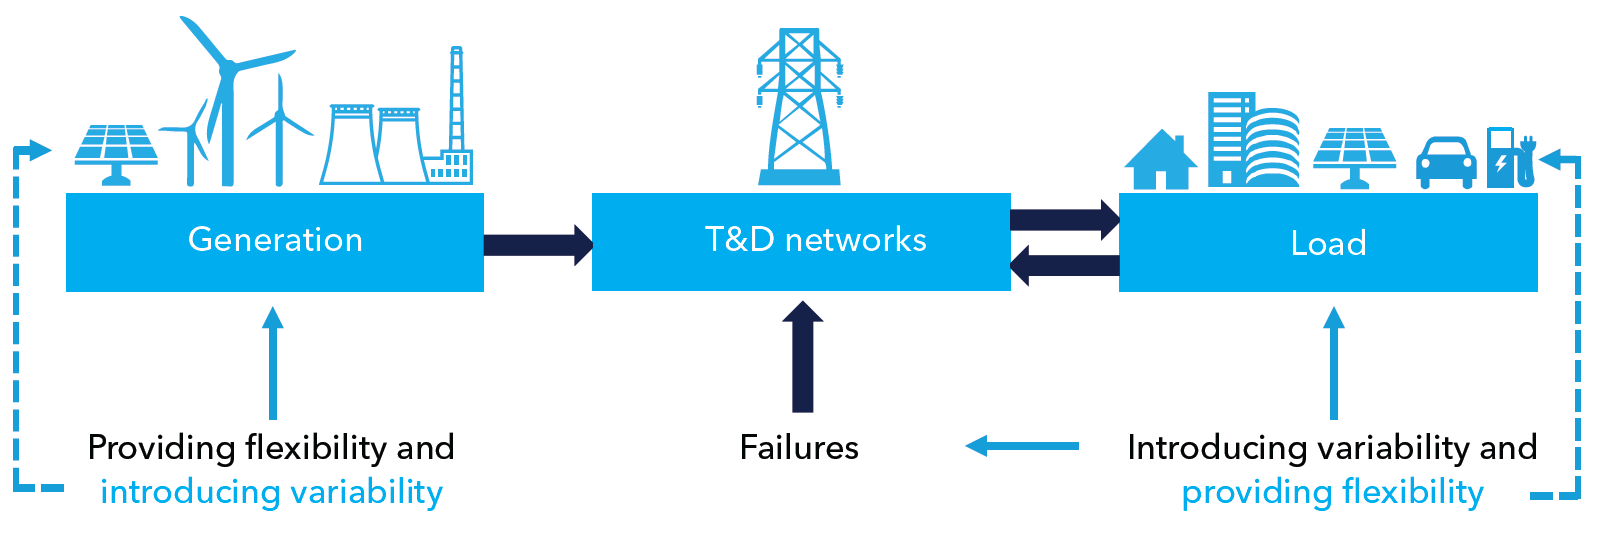 Generation
T&D networks
Load
Providing flexibility and
introducing variability
Failures
Introducing variability and
providing flexibility